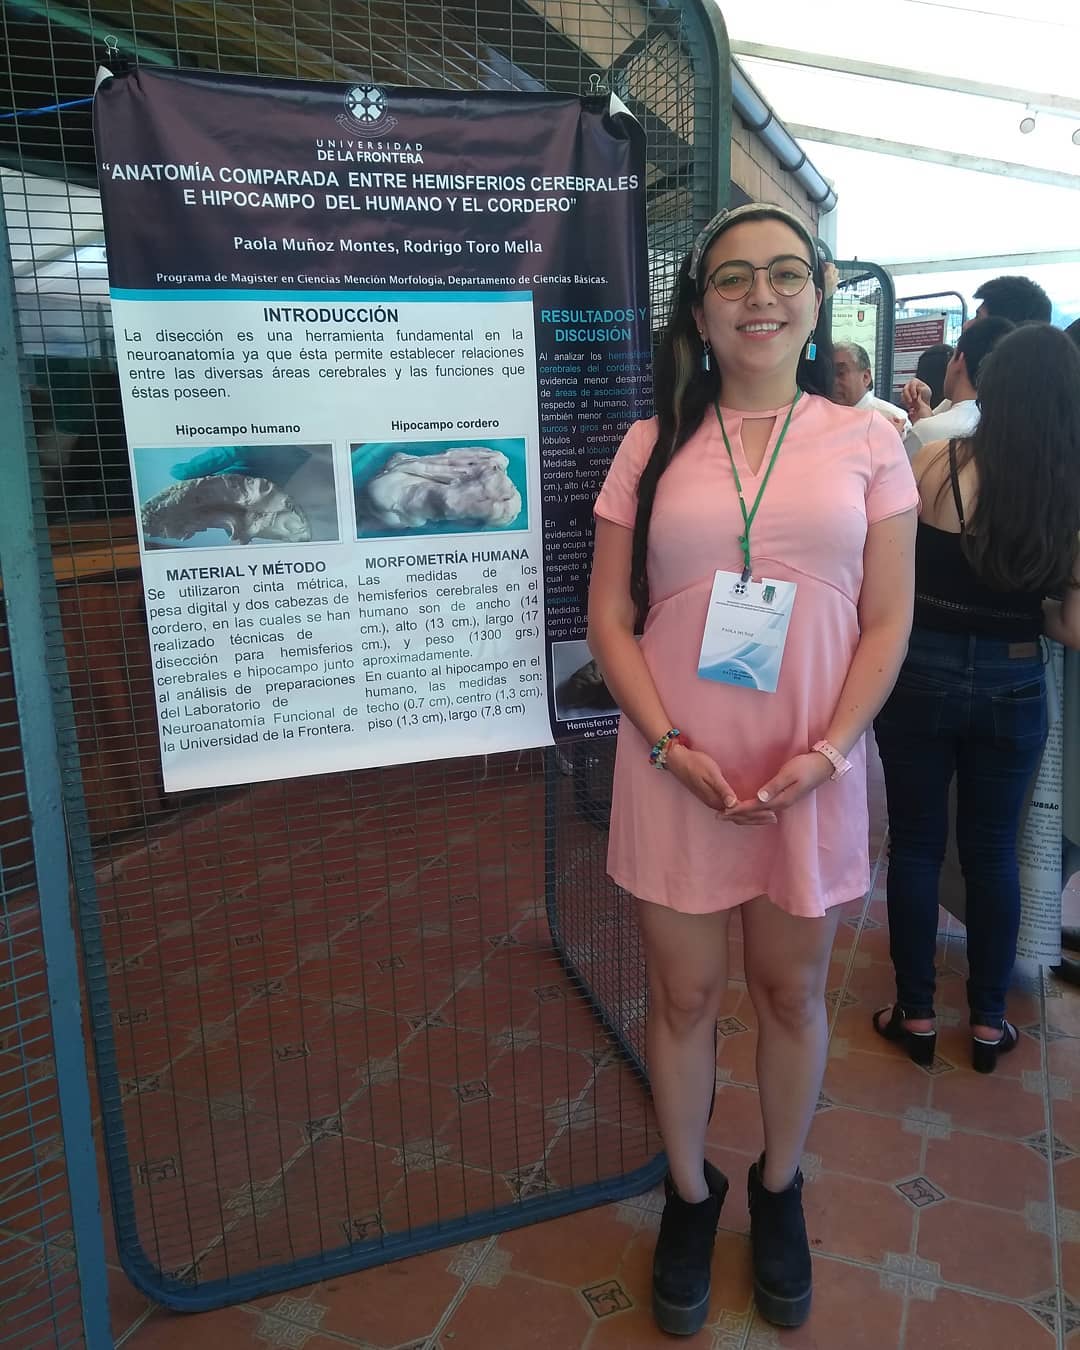 UNIVERSIDAD
DE LA FRONTERA
“ANATOMÍA COMPARADA ENTRE HEMISFERIOS CEREBRALES
E HIPOCAMPO DEL HUMANO Y EL CORDERO”
Paola Muñoz Montes, Rodrigo Toro Mella
Programa de Magister en Ciencias Mención Morfología, Departamento de Ciencias Básicas.
INTRODUCCIÓN
La disección es una herramienta fundamental en la
neuroanatomía ya que ésta permite establecer relaciones
entre las diversas áreas cerebrales y las funciones que
éstas poseen.
Hipocampo humano
Hipocampo cordero
MATERIAL Y MÉTODO
Se utilizaron cinta métrica,
pesa digital y dos cabezas de
cordero, en las cuales se han
realizado técnicas de
disección para hemisferios
cerebrales e hipocampo junto
al análisis de preparaciones
del Laboratorio de
Neuroanatomía Funcional de
la Universidad de la Frontera.
MORFOMETRÍA HUMANA
Las medidas de los
hemisferios cerebrales en el
humano son de ancho (14
cm.), alto (13 cm.), largo (17
cm.), y peso (1300 grs.)
aproximadamente.
En cuanto al hipocampo en el
humano, las medidas son:
techo (0.7 cm), centro (1,3 cm),
piso (1,3 cm), largo (7,8 cm)
RESULTADOS Y
DISCUSIÓN
Al analizar los
cerebrales del cordero, se
evidencia menor desarrollo
de áreas de asociación con
respecto al humano, como
también menor cantidad de
surcos y giros en
lóbulos
especial, el lóbulo
Medidas
cordero fueron
cm.), alto (4.2
cm.), y peso
En el
evidencia la
que ocupa
el cerebro
respecto a
cual se
instinto
espacial.
Medidas
centro
largo (4cm
Hemisferio
de
PAOLA MUÑOZ